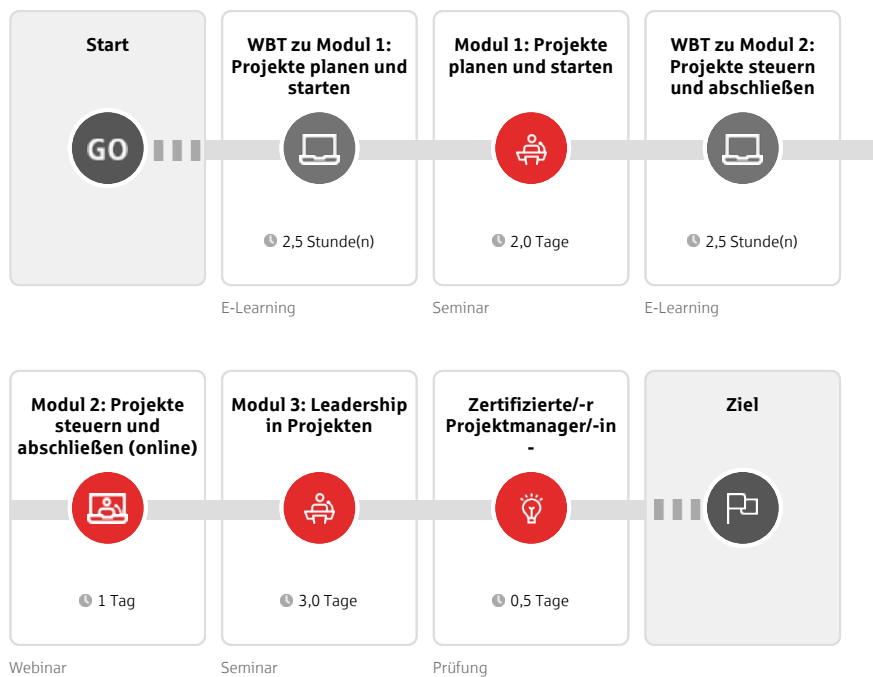 Start
GO
WBT zu Modul 1:
Projekte planen und
starten
2,5 Stunde(n)
E-Learning
Modul 1: Projekte
planen und starten
2,0 Tage
Seminar
WBT zu Modul 2:
Projekte steuern
und abschließen
2,5 Stunde(n)
E-Learning
Modul 2: Projekte
steuern und
abschließen (online)
1 Tag
Webinar
Modul 3: Leadership
in Projekten
3,0 Tage
Seminar
Zertifizierte/-r
Projektmanager/-in
-
0,5 Tage
Prüfung
Ziel